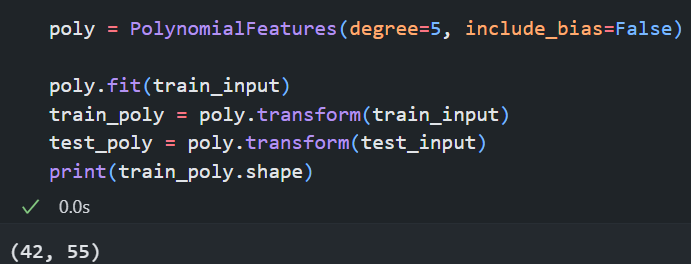 poly = PolynomialFeatures(degree=5, include_bias=False)
poly.fit(train_input)
train_poly = poly.transform(train_input)
test_poly = poly.transform(test_input)
print(train_poly.shape)
0.0s
(42, 55)